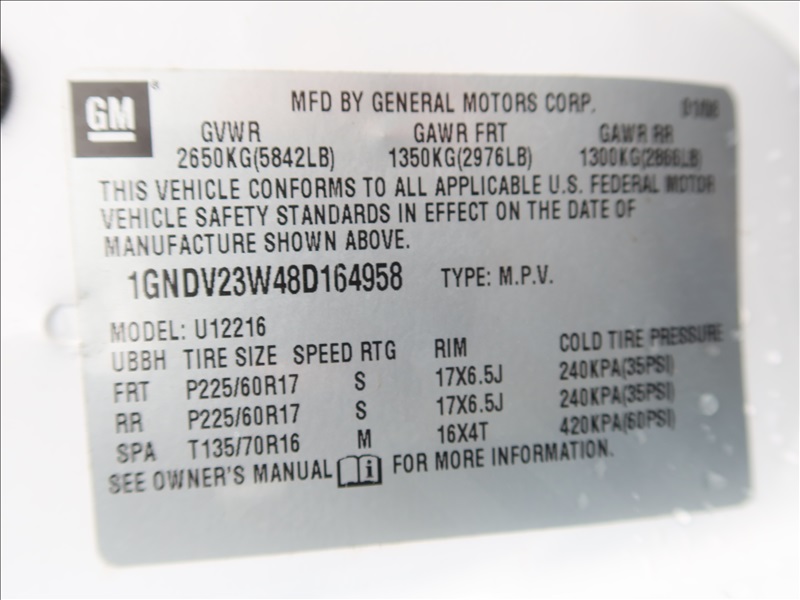 GM
MFD BY GENERAL MOTORS CORP.
GVWR GAWR FRT GAWR RR
2650KG(5842LB) 1350KG(2976LB) 1300KG(2866LB)
THIS VEHICLE CONFORMS TO ALL APPLICABLE U.S. FEDERAL MOTOR
VEHICLE SAFETY STANDARDS IN EFFECT ON THE DATE OF
MANUFACTURE SHOWN ABOVE.
1GNDV23W48D164958 TYPE: M.P.V.
MODEL: U12216
UBBH TIRE SIZE SPEED RTG RIM COLD TIRE PRESSURE
FRT P225/60R17 S 17X6.5J 240KPA(35PSI)
RR P225/60R17 S 17X6.5J 240KPA(35PSI)
SPA T135/70R16 M 16X4T 420KPA(60PSI)
SEE OWNER'S MANUAL i FOR MORE INFORMATION.